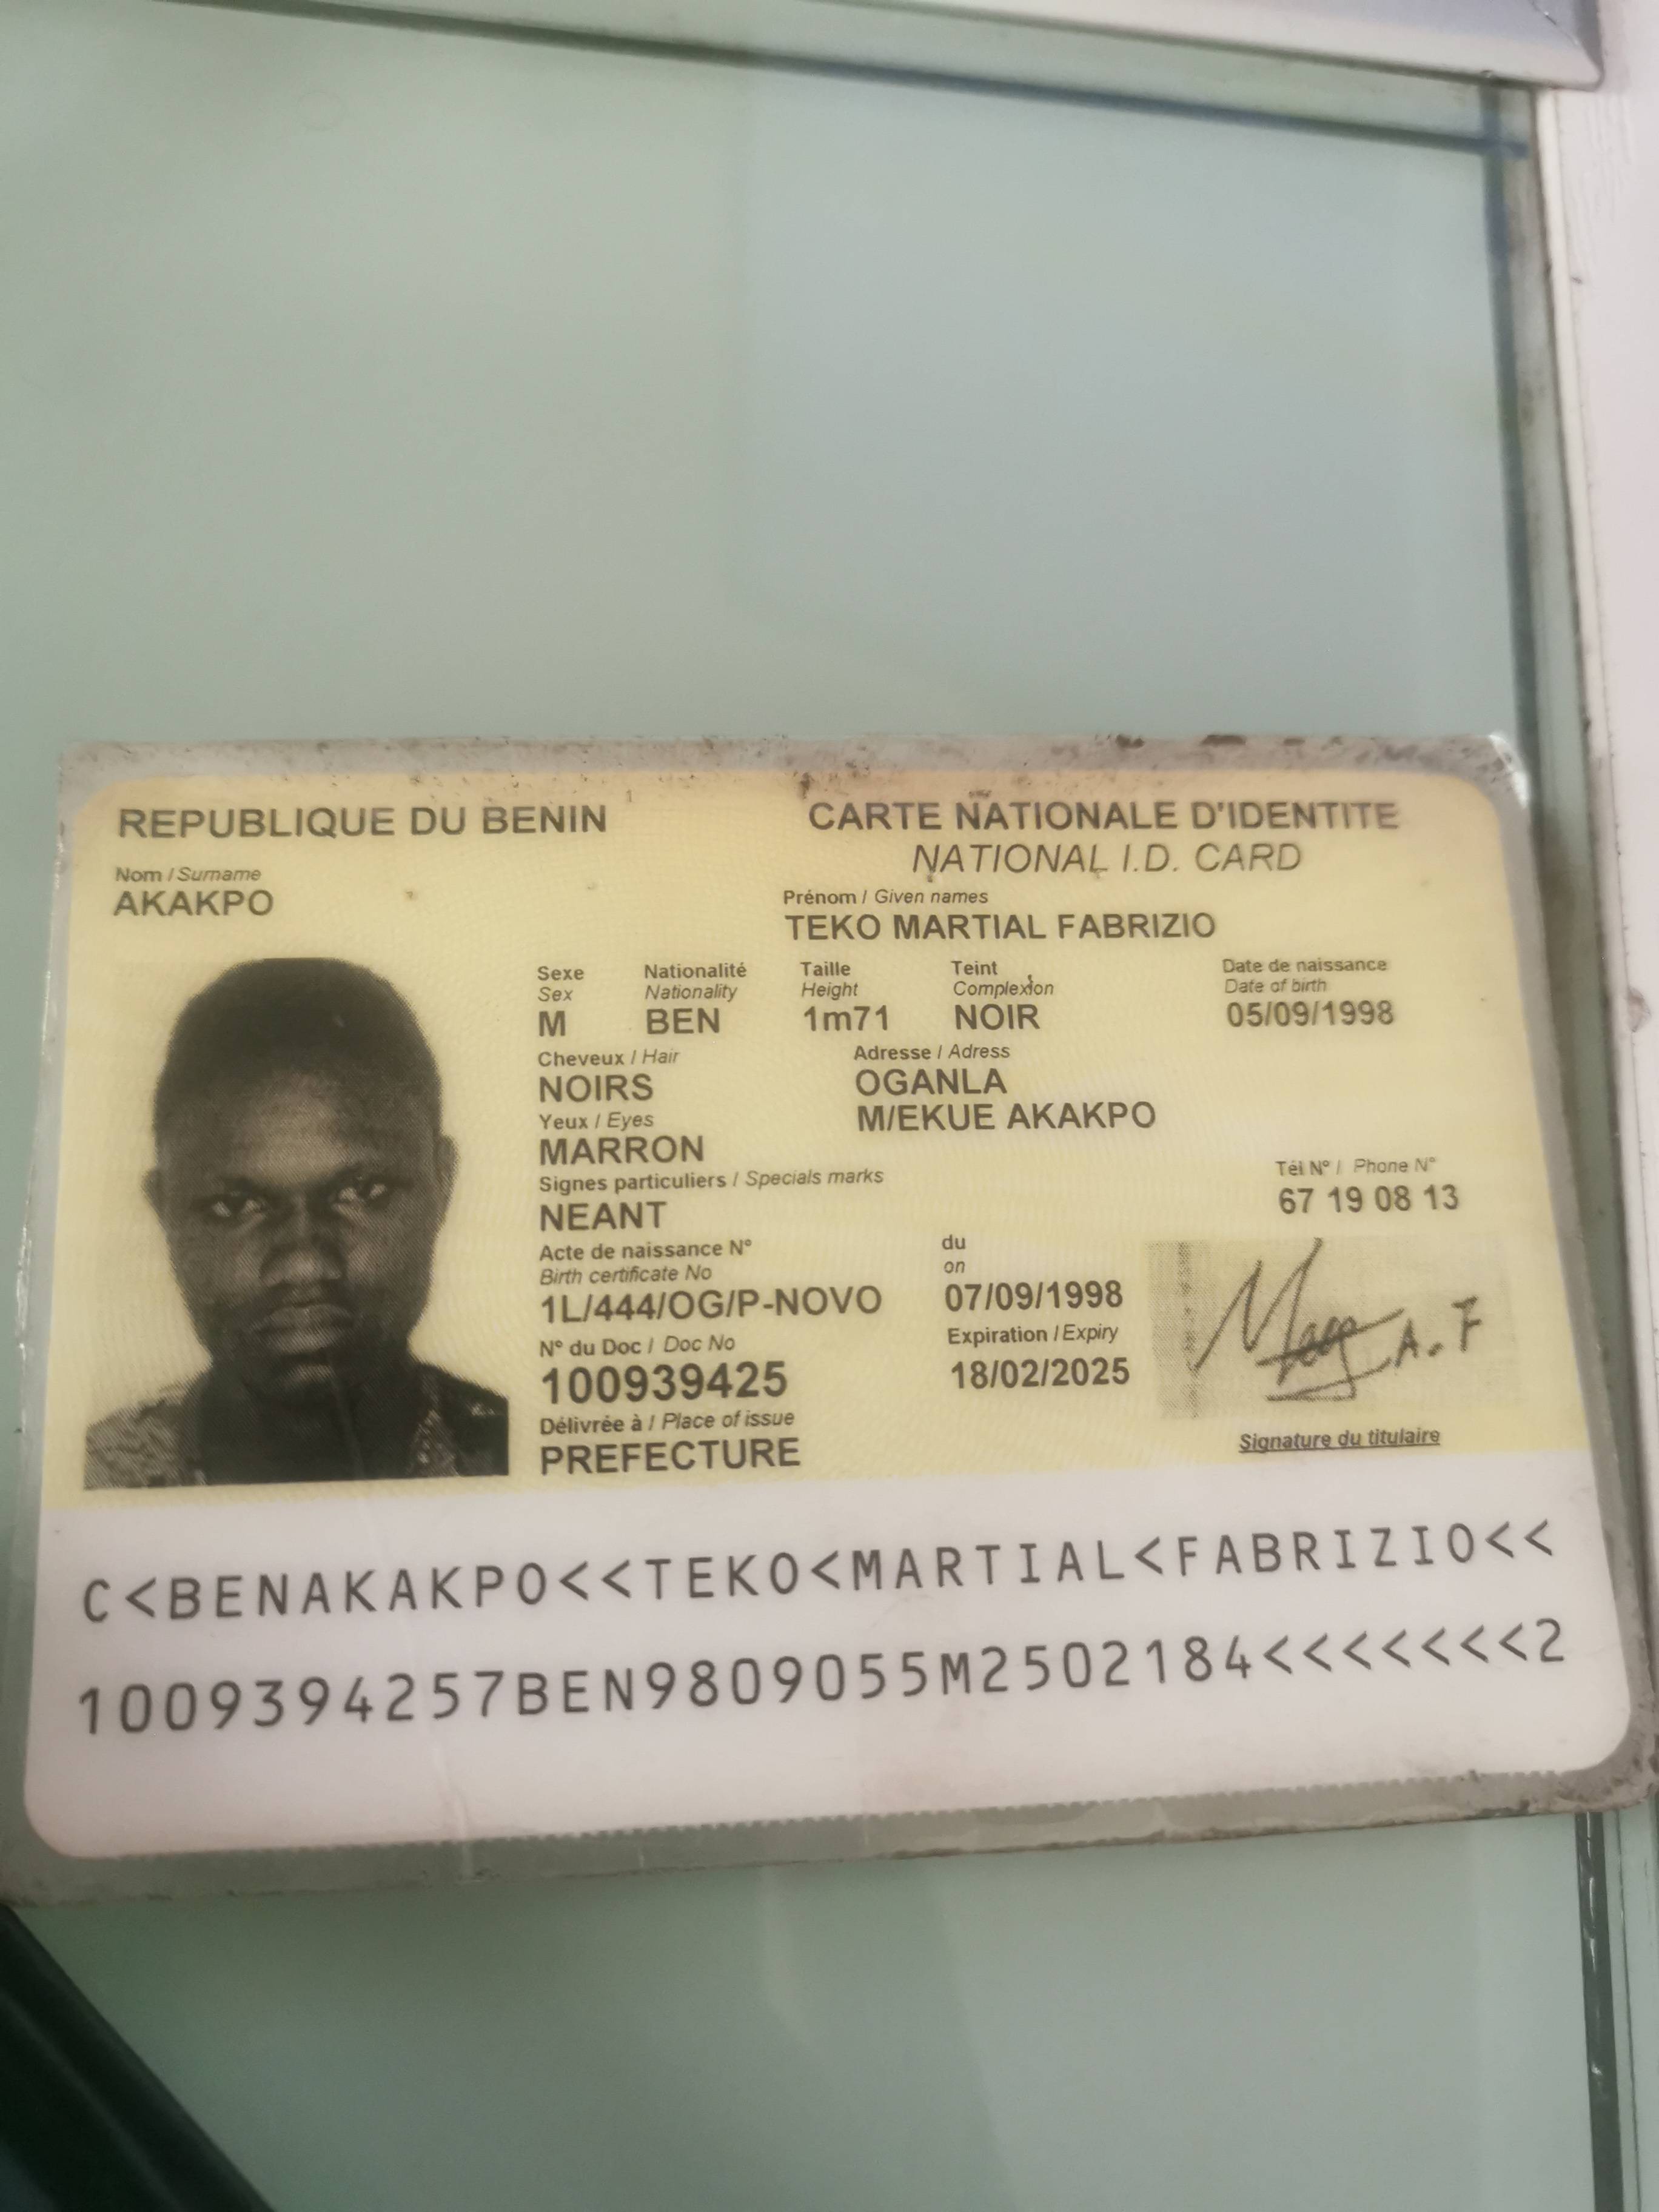 REPUBLIQUE DU BENIN
CARTE NATIONALE D'IDENTITE
NATIONAL I.D. CARD
Nom / Surname
AKAKPO
Prénom / Given names
TEKO MARTIAL FABRIZIO
Sexe
Sex
M
Nationalité
Nationality
BEN
Taille
Height
1m71
Teint
Complexion
NOIR
Date de naissance
Date of birth
05/09/1998
Cheveux / Hair
NOIRS
Adresse / Adress
OGANLA
M/EKUE AKAKPO
Yeux / Eyes
MARRON
Signes particuliers / Specials marks
NEANT
Tél N° / Phone N°
67 19 08 13
Acte de naissance N°
Birth certificate No
1L/444/OG/P-NOVO
du
on
07/09/1998
N° du Doc / Doc No
100939425
Expiration / Expiry
18/02/2025
Délivrée à / Place of issue
PREFECTURE
A.F
Signature du titulaire
C<BENAKAKPO<<TEKO<MARTIAL<FABRIZIO<<
1009394257BEN9809055M2502184<<<<<<<2